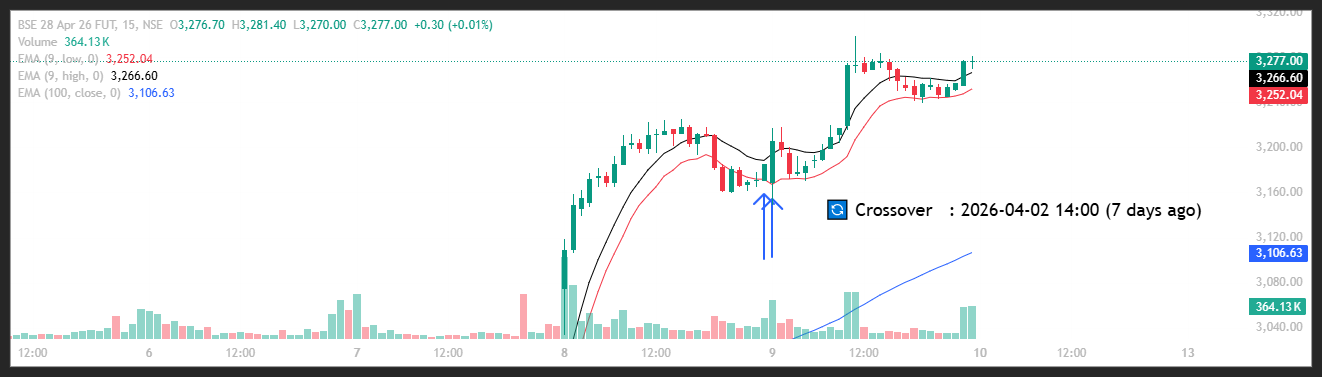 BSE 28 Apr 26 FUT, 15, NSE O3,276.70 H3,281.40 L3,270.00 C3,277.00 +0.30 (+0.01%)
Volume 364.13 K
EMA (9, low, 0) 3,252.04
EMA (9, high, 0) 3,266.60
EMA (100, close, 0) 3,106.63
3,320.00
3,277.00
3,266.60
3,252.04
3,200.00
3,160.00
Crossover : 2026-04-02 14:00 (7 days ago)
3,120.00
3,106.63
3,080.00
364.13 K
3,040.00
12:00 6 12:00 7 12:00 8 12:00 9 12:00 10 12:00 13